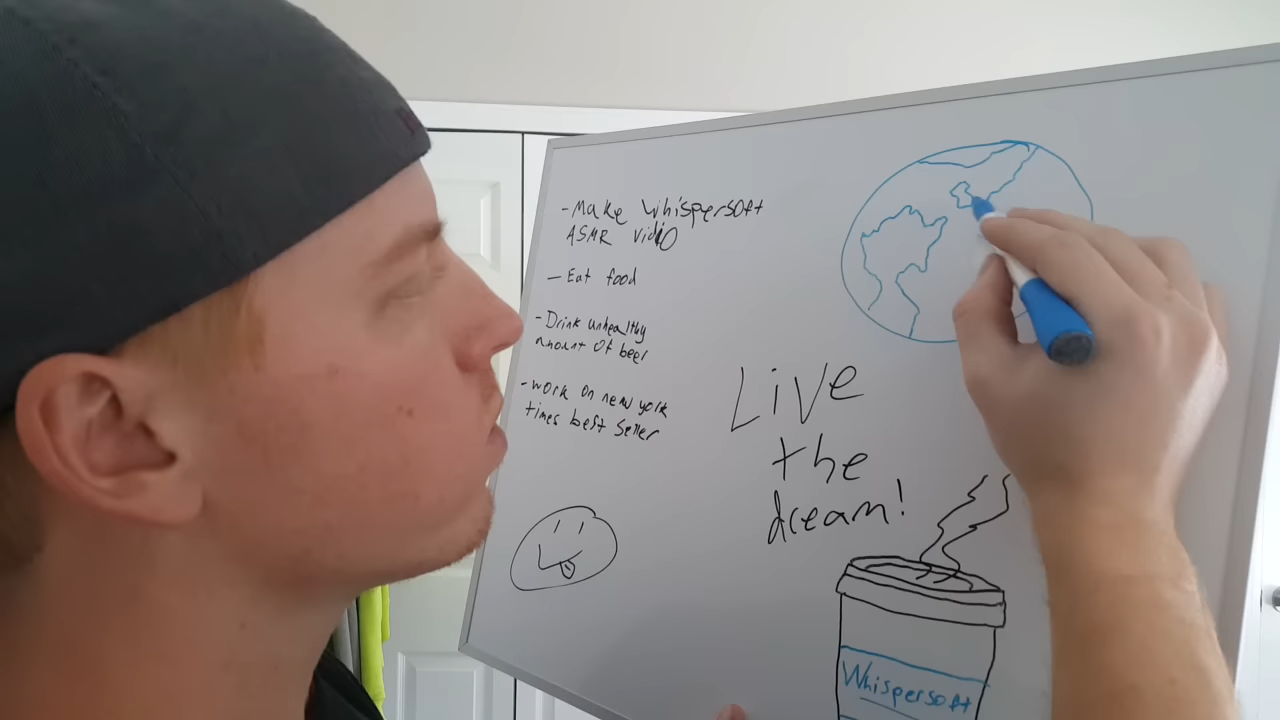 - Make Whispersoft
ASMR vidio
- Eat food
- Drink unhealthy
amount of beer
- work on new york
times best seller
Live
the
dream!
Whispersoft